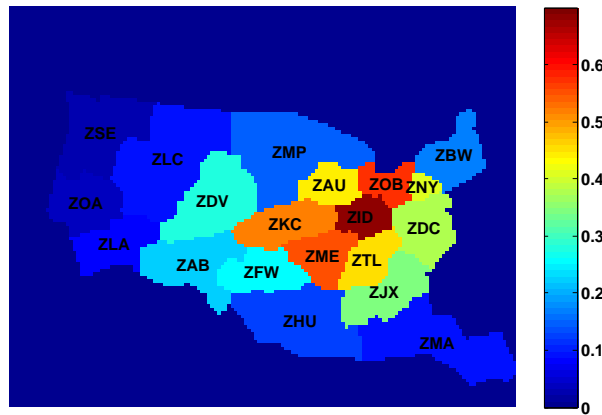 ZSE
ZLC
ZMP
ZBW
ZAU
ZOB
ZNY
ZOA
ZDV
ZKC
ZID
ZDC
ZLA
ZAB
ZFW
ZME
ZTL
ZJX
ZHU
ZMA
0.6
0.5
0.4
0.3
0.2
0.1
0